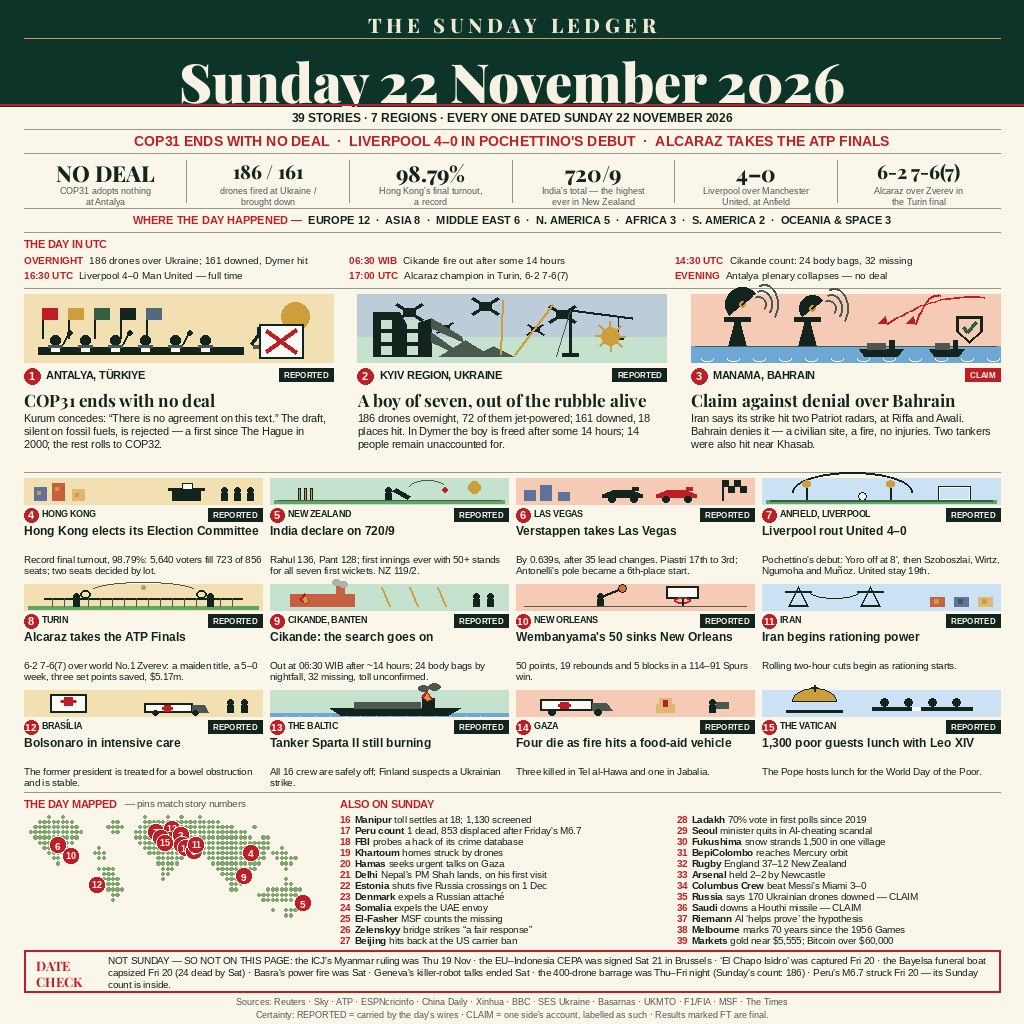 THE SUNDAY LEDGER
Sunday 22 November 2026
39 STORIES · 7 REGIONS · EVERY ONE DATED SUNDAY 22 NOVEMBER 2026
COP31 ENDS WITH NO DEAL · LIVERPOOL 4–0 IN POCHETTINO'S DEBUT · ALCARAZ TAKES THE ATP FINALS
NO DEAL
COP31 adopts nothing
at Antalya
186 / 161
drones fired at Ukraine /
brought down
98.79%
Hong Kong's final turnout,
a record
720/9
India's total — the highest
ever in New Zealand
4–0
Liverpool over Manchester
United, at Anfield
6-2 7-6(7)
Alcaraz over Zverev in
the Turin final
WHERE THE DAY HAPPENED — EUROPE 12 · ASIA 8 · MIDDLE EAST 6 · N. AMERICA 5 · AFRICA 3 · S. AMERICA 2 · OCEANIA & SPACE 3
THE DAY IN UTC
OVERNIGHT 186 drones over Ukraine; 161 downed, Dymer hit
06:30 WIB Cikande fire out after some 14 hours
14:30 UTC Cikande count: 24 body bags, 32 missing
16:30 UTC Liverpool 4–0 Man United — full time
17:00 UTC Alcaraz champion in Turin, 6-2 7-6(7)
EVENING Antalya plenary collapses — no deal
1 ANTALYA, TÜRKIYE REPORTED
COP31 ends with no deal
Kurum concedes: “There is no agreement on this text.” The draft,
silent on fossil fuels, is rejected — a first since The Hague in
2000; the rest rolls to COP32.
2 KYIV REGION, UKRAINE REPORTED
A boy of seven, out of the rubble alive
186 drones overnight, 72 of them jet-powered; 161 downed, 18
places hit. In Dymer the boy is freed after some 14 hours; 14
people remain unaccounted for.
3 MANAMA, BAHRAIN CLAIM
Claim against denial over Bahrain
Iran says its strike hit two Patriot radars, at Riffa and Awali.
Bahrain denies it — a civilian site, a fire, no injuries. Two tankers
were also hit near Khasab.
4 HONG KONG REPORTED
Hong Kong elects its Election Committee
Record final turnout, 98.79%: 5,640 voters fill 723 of 856
seats; two seats decided by lot.
5 NEW ZEALAND REPORTED
India declare on 720/9
Rahul 136, Pant 128; first innings ever with 50+ stands
for all seven first wickets. NZ 119/2.
6 LAS VEGAS REPORTED
Verstappen takes Las Vegas
By 0.639s, after 35 lead changes. Piastri 17th to 3rd;
Antonelli's pole became a 6th-place start.
7 ANFIELD, LIVERPOOL REPORTED
Liverpool rout United 4–0
Pochettino's debut: Yoro off at 8', then Szoboszlai, Wirtz,
Ngumoha and Muñoz. United stay 19th.
8 TURIN REPORTED
Alcaraz takes the ATP Finals
6-2 7-6(7) over world No.1 Zverev: a maiden title, a 5–0
week, three set points saved, $5.17m.
9 CIKANDE, BANTEN REPORTED
Cikande: the search goes on
Out at 06:30 WIB after ~14 hours; 24 body bags by
nightfall, 32 missing, toll unconfirmed.
10 NEW ORLEANS REPORTED
Wembanyama's 50 sinks New Orleans
50 points, 19 rebounds and 5 blocks in a 114–91 Spurs
win.
11 IRAN REPORTED
Iran begins rationing power
Rolling two-hour cuts begin as rationing starts.
12 BRASÍLIA REPORTED
Bolsonaro in intensive care
The former president is treated for a bowel obstruction
and is stable.
13 THE BALTIC REPORTED
Tanker Sparta II still burning
All 16 crew are safely off; Finland suspects a Ukrainian
strike.
14 GAZA REPORTED
Four die as fire hits a food-aid vehicle
Three killed in Tel al-Hawa and one in Jabalia.
15 THE VATICAN REPORTED
1,300 poor guests lunch with Leo XIV
The Pope hosts lunch for the World Day of the Poor.
THE DAY MAPPED — pins match story numbers
6
10
12
15
11
4
9
5
ALSO ON SUNDAY
16 Manipur toll settles at 18; 1,130 screened
17 Peru count 1 dead, 853 displaced after Friday's M6.7
18 FBI probes a hack of its crime database
19 Khartoum homes struck by drones
20 Hamas seeks urgent talks on Gaza
21 Delhi Nepal's PM Shah lands, on his first visit
22 Estonia shuts five Russia crossings on 1 Dec
23 Denmark expels a Russian attaché
24 Somalia expels the UAE envoy
25 El-Fasher MSF counts the missing
26 Zelenskyy bridge strikes “a fair response”
27 Beijing hits back at the US carrier ban
28 Ladakh 70% vote in first polls since 2019
29 Seoul minister quits in AI-cheating scandal
30 Fukushima snow strands 1,500 in one village
31 BepiColombo reaches Mercury orbit
32 Rugby England 37–12 New Zealand
33 Arsenal held 2–2 by Newcastle
34 Columbus Crew beat Messi's Miami 3–0
35 Russia says 170 Ukrainian drones downed — CLAIM
36 Saudi downs a Houthi missile — CLAIM
37 Riemann AI ‘helps prove’ the hypothesis
38 Melbourne marks 70 years since the 1956 Games
39 Markets gold near $5,555; Bitcoin over $60,000
DATE
CHECK
NOT SUNDAY — SO NOT ON THIS PAGE: the ICJ's Myanmar ruling was Thu 19 Nov · the EU–Indonesia CEPA was signed Sat 21 in Brussels · ‘El Chapo Isidro’ was captured Fri 20 · the Bayelsa funeral boat
capsized Fri 20 (24 dead by Sat) · Basra's power fire was Sat · Geneva's killer-robot talks ended Sat · the 400-drone barrage was Thu–Fri night (Sunday's count: 186) · Peru's M6.7 struck Fri 20 — its Sunday
count is inside.
Sources: Reuters · Sky · ATP · ESPNcricinfo · China Daily · Xinhua · BBC · SES Ukraine · Basarnas · UKMTO · F1/FIA · MSF · The Times
Certainty: REPORTED = carried by the day's wires · CLAIM = one side's account, labelled as such · Results marked FT are final.